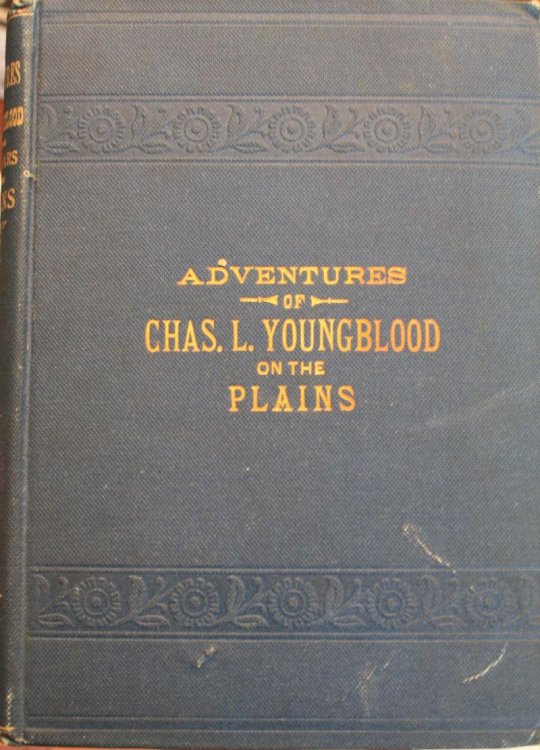 ADVENTURES
OF
CHAS. L. YOUNGBLOOD
ON THE
PLAINS